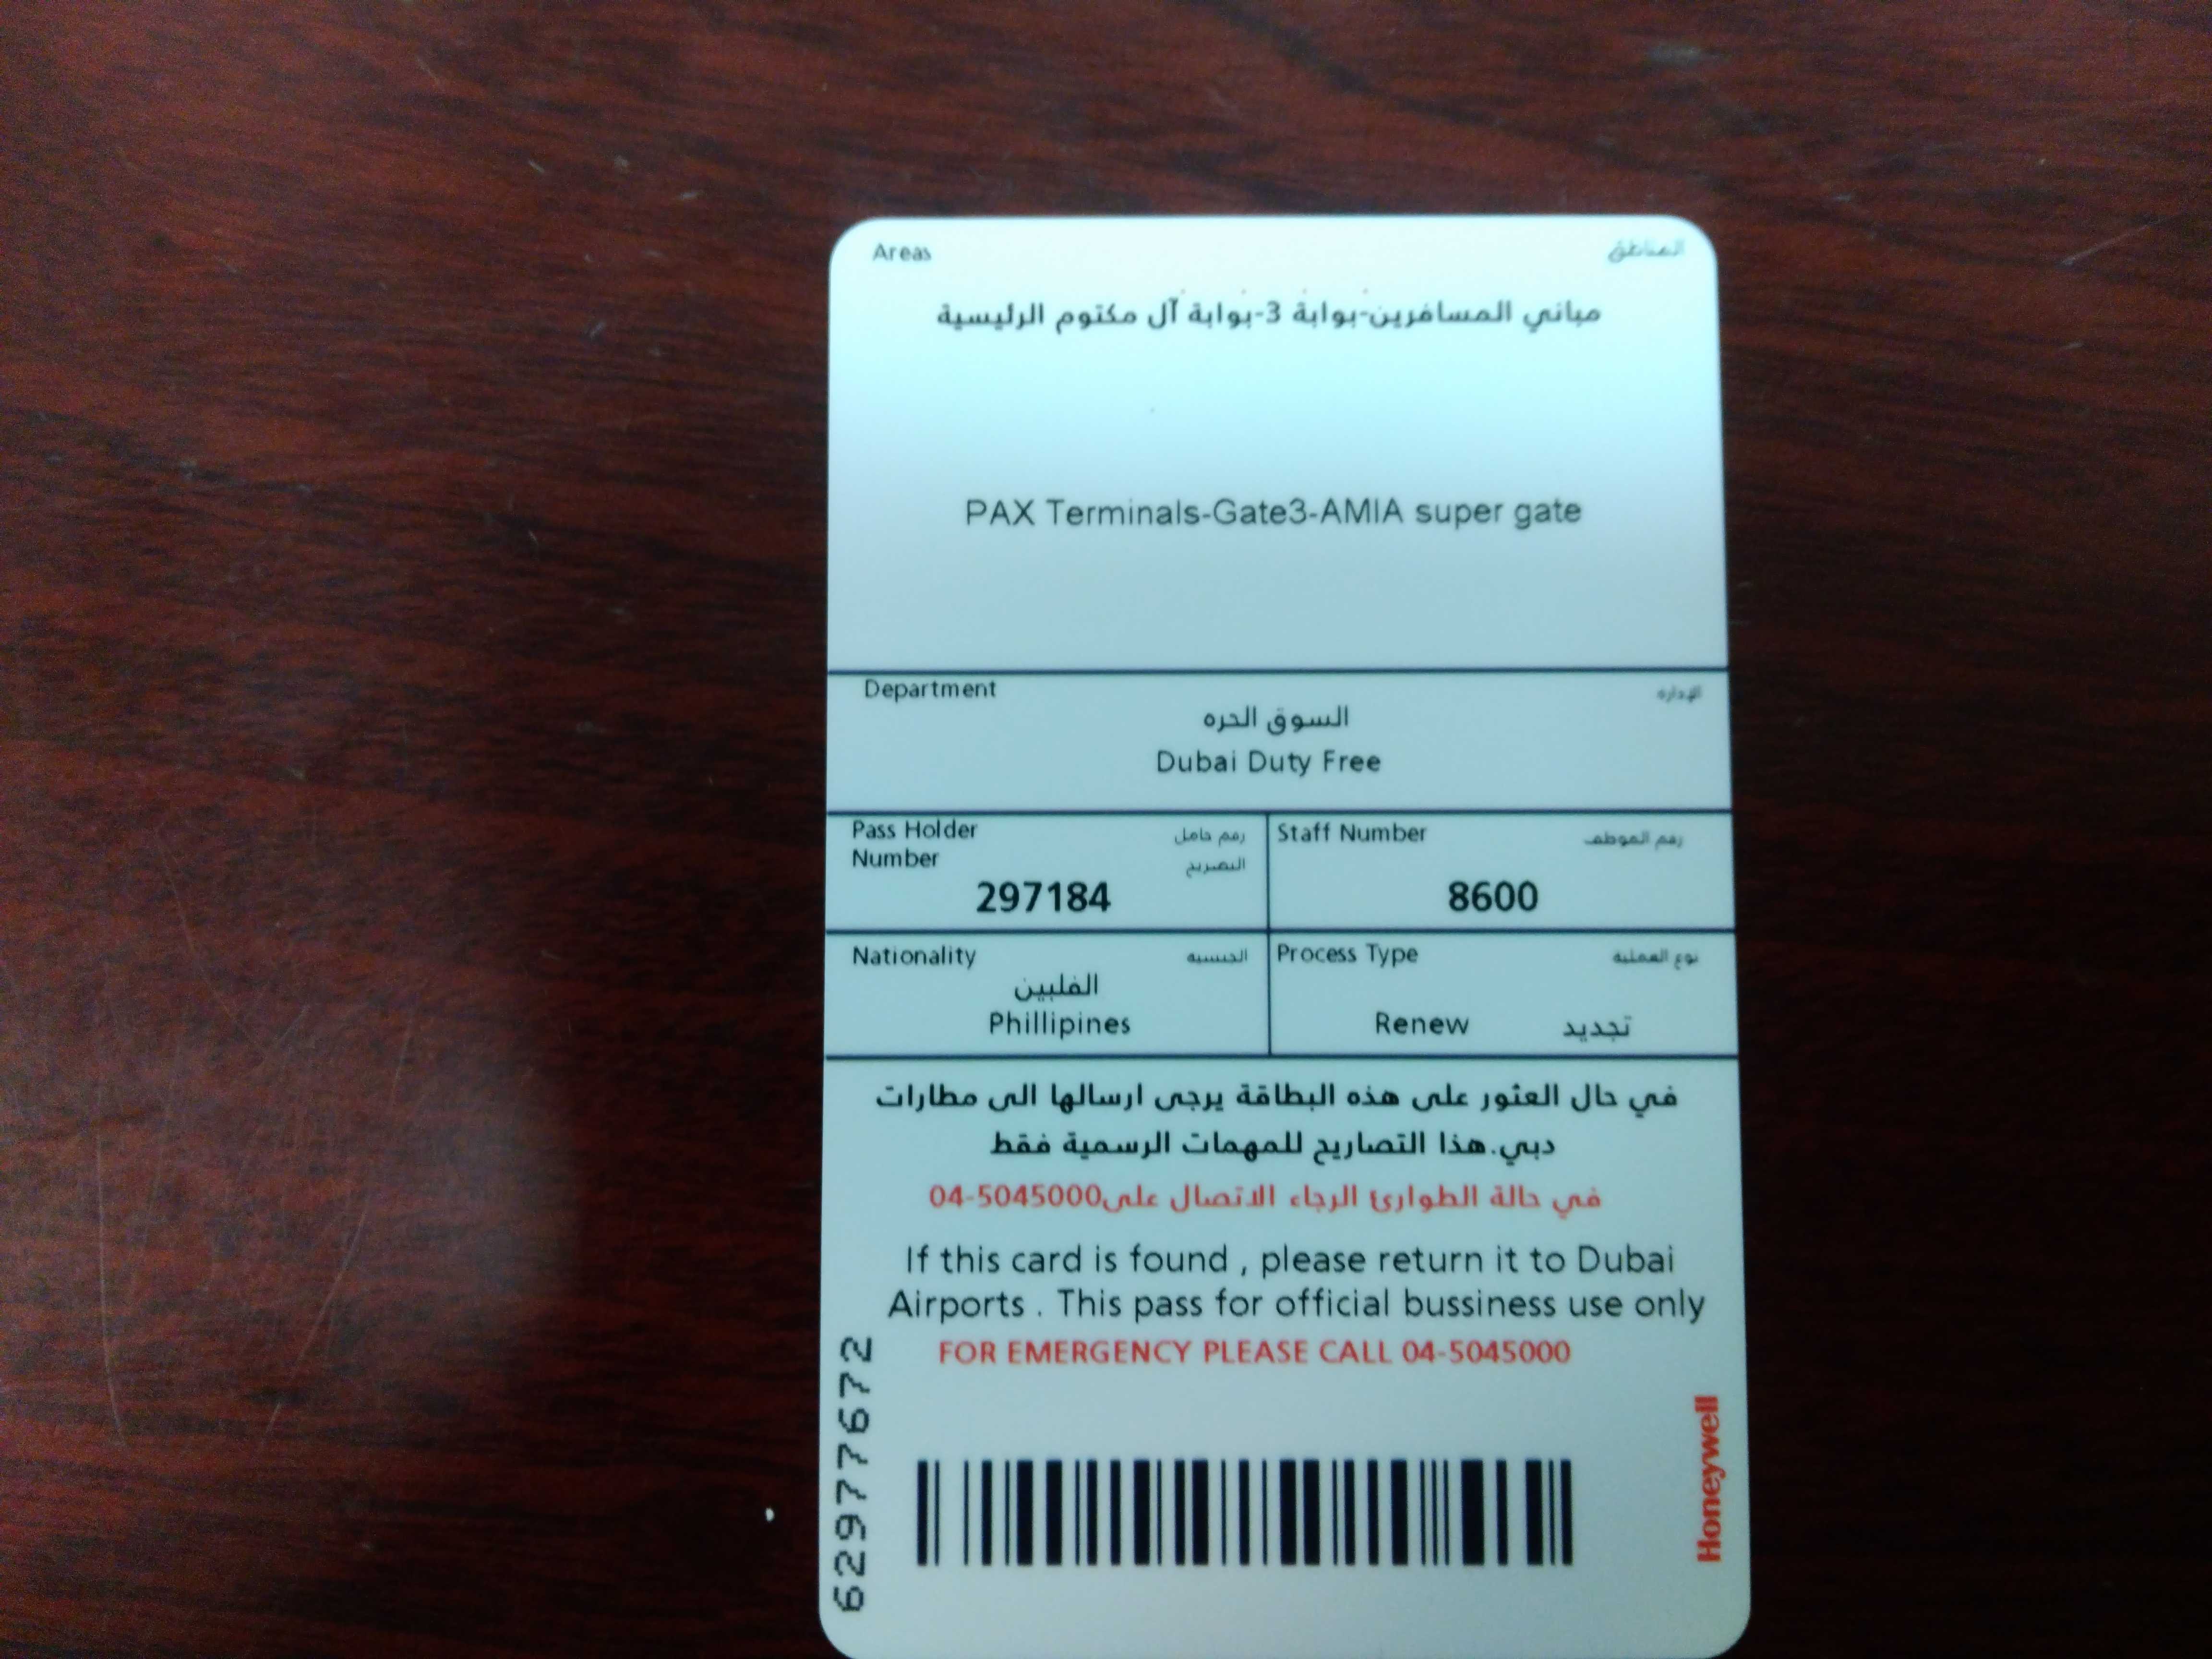 Areas المناطق
مباني المسافرين-بوابة 3-بوابة آل مكتوم الرئيسية
PAX Terminals-Gate3-AMIA super gate
Department الإدارة
السوق الحره
Dubai Duty Free
Pass Holder Number رقم حامل التصريح
297184
Staff Number رقم الموظف
8600
Nationality الجنسية
الفلبين
Phillipines
Process Type نوع العملية
Renew تجديد
في حال العثور على هذه البطاقة يرجى ارسالها الى مطارات
دبي.هذا التصاريح للمهمات الرسمية فقط
في حالة الطوارئ الرجاء الاتصال على04-5045000
If this card is found , please return it to Dubai
Airports . This pass for official bussiness use only
FOR EMERGENCY PLEASE CALL 04-5045000
62977672
Honeywell